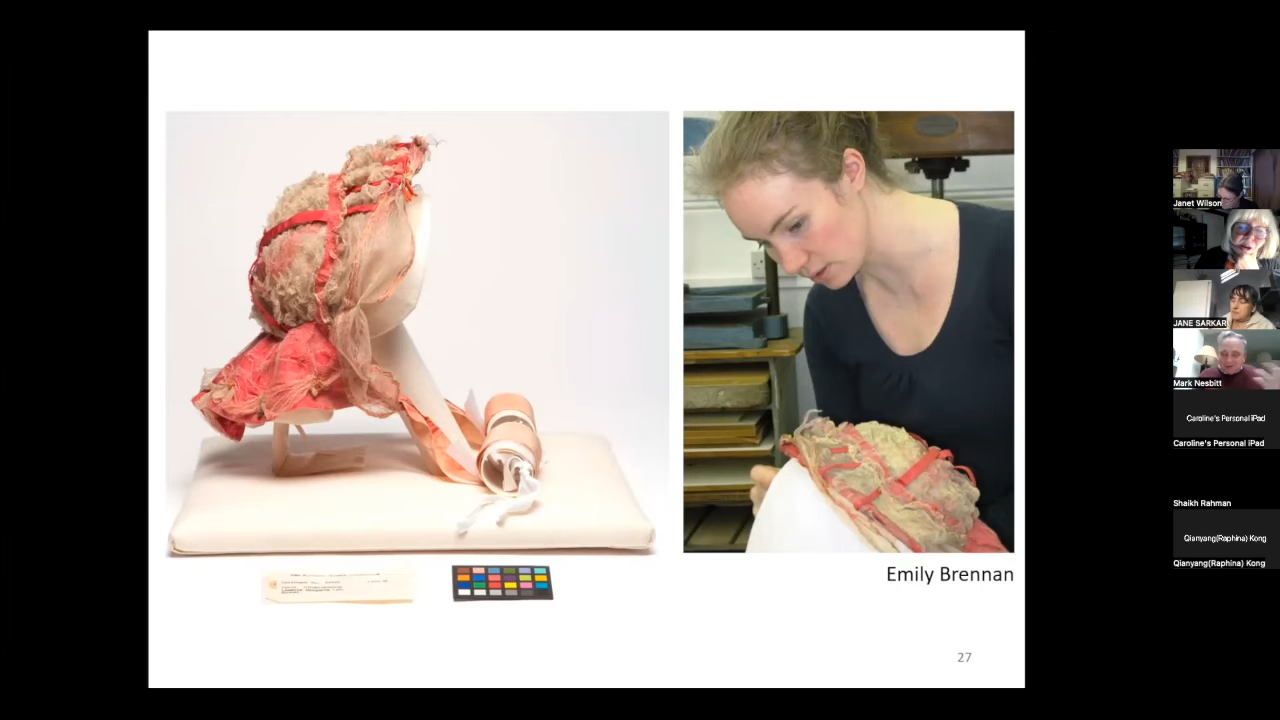 Emily Brennan
27
Janet Wilson
JANE SARKAR
Mark Nesbitt
Caroline's Personal iPad
Caroline's Personal iPad
Shaikh Rahman
Qianyang(Raphina) Kong
Qianyang(Raphina) Kong